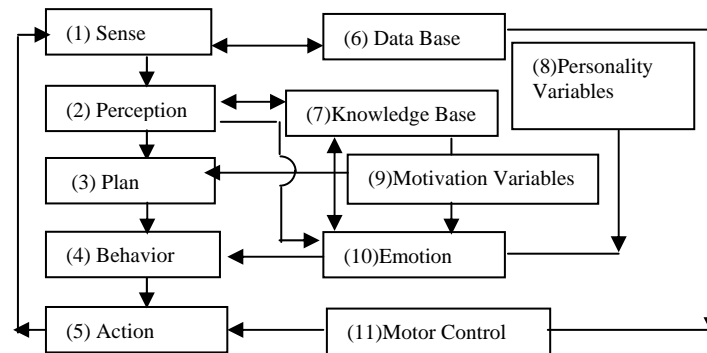 (1) Sense
(6) Data Base
(8)Personality
Variables
(2) Perception
(7)Knowledge Base
(3) Plan
(9)Motivation Variables
(4) Behavior
(10)Emotion
(5) Action
(11)Motor Control